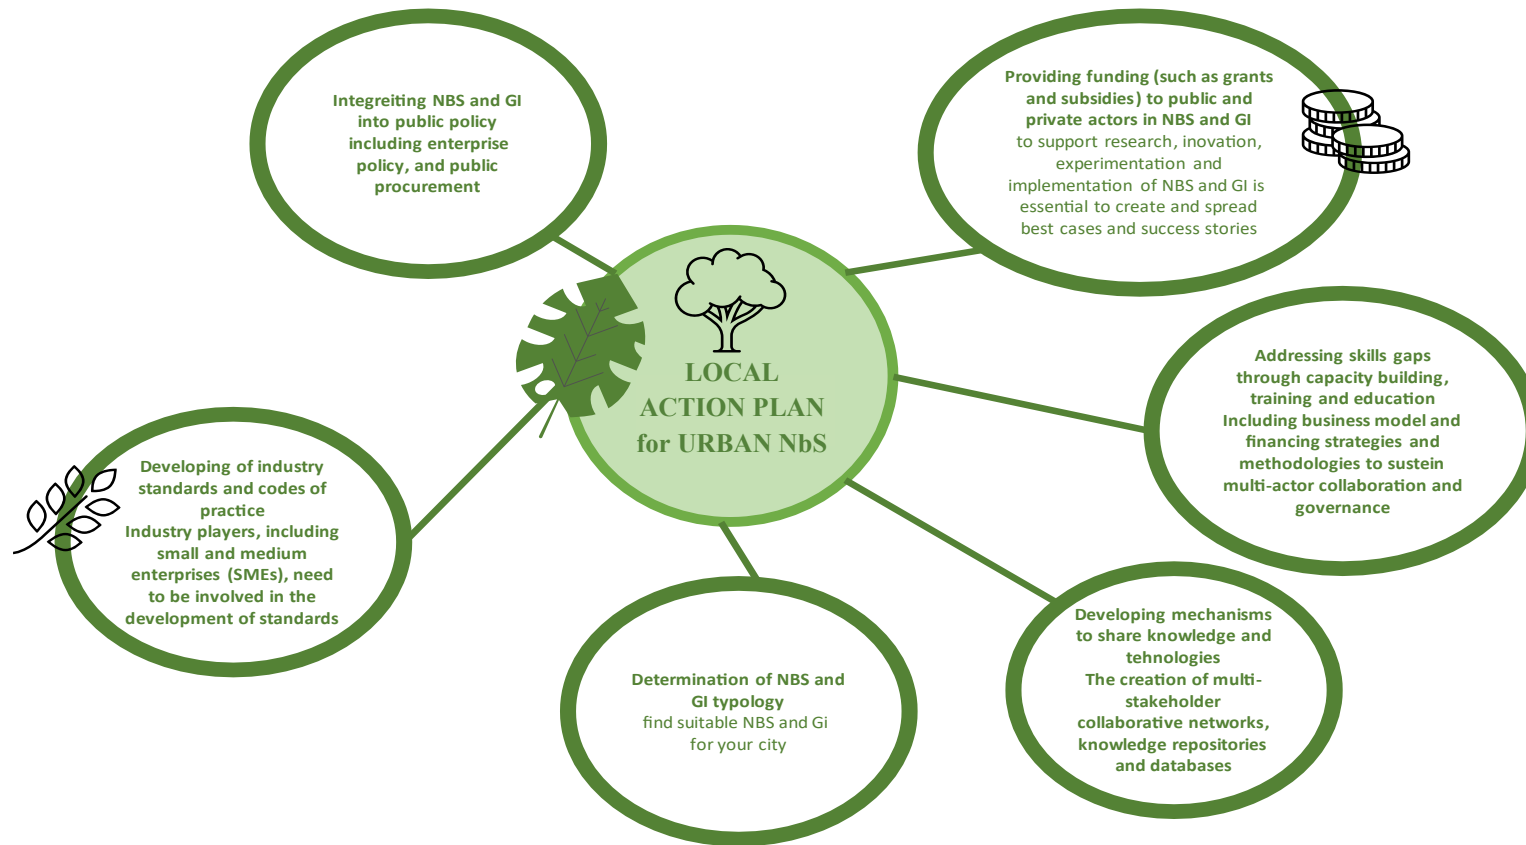 Integreiting NBS and GI
into public policy
including enterprise
policy, and public
procurement
Providing funding (such as grants
and subsidies) to public and
private actors in NBS and GI
to support research, inovation,
experimentation and
implementation of NBS and GI is
essential to create and spread
best cases and success stories
LOCAL
ACTION PLAN
for URBAN NbS
Addressing skills gaps
through capacity building,
training and education
Including business model and
financing strategies and
methodologies to sustein
multi-actor collaboration and
governance
Developing of industry
standards and codes of
practice
Industry players, including
small and medium
enterprises (SMEs), need
to be involved in the
development of standards
Determination of NBS and
GI typology
find suitable NBS and Gi
for your city
Developing mechanisms
to share knowledge and
tehnologies
The creation of multi-
stakeholder
collaborative networks,
knowledge repositories
and databases